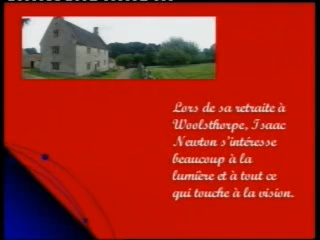 Lors de sa retraite à
Woolsthorpe, Isaac
Newton s'intéresse
beaucoup à la
lumière et à tout ce
qui touche à la vision.